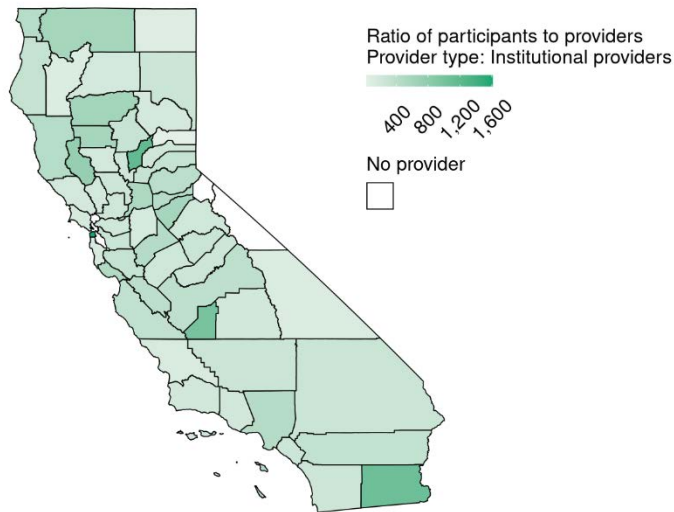 Ratio of participants to providers
Provider type: Institutional providers
400 800 1,200 1,600
No provider